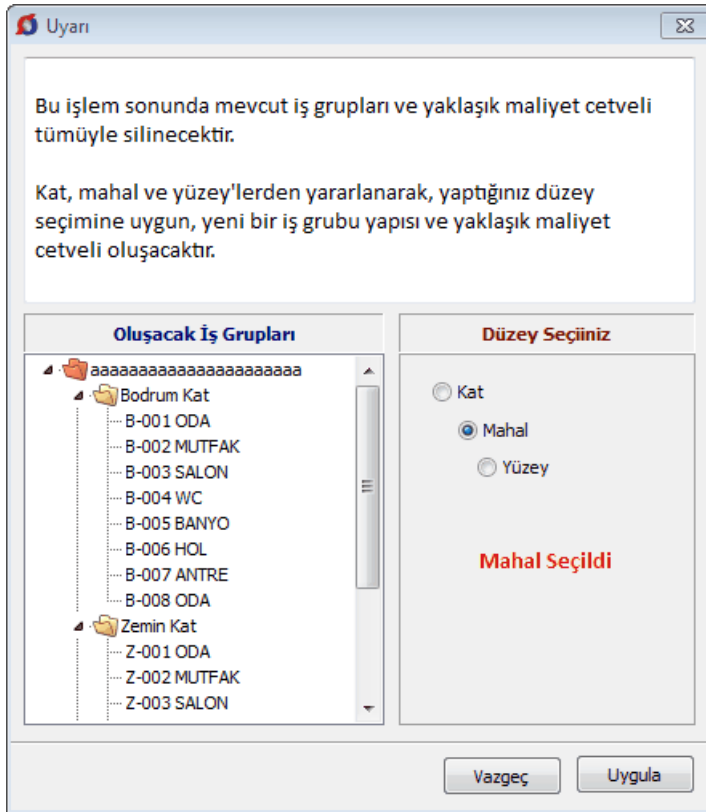 Uyarı
Bu işlem sonunda mevcut iş grupları ve yaklaşık maliyet cetveli
tümüyle silinecektir.
Kat, mahal ve yüzey'lerden yararlanarak, yaptığınız düzey
seçimine uygun, yeni bir iş grubu yapısı ve yaklaşık maliyet
cetveli oluşacaktır.
Oluşacak İş Grupları
aaaaaaaaaaaaaaaaaaaaaa
Bodrum Kat
B-001 ODA
B-002 MUTFAK
B-003 SALON
B-004 WC
B-005 BANYO
B-006 HOL
B-007 ANTRE
B-008 ODA
Zemin Kat
Z-001 ODA
Z-002 MUTFAK
Z-003 SALON
Düzey Seçiiniz
Kat
Mahal
Yüzey
Mahal Seçildi
Vazgeç
Uygula